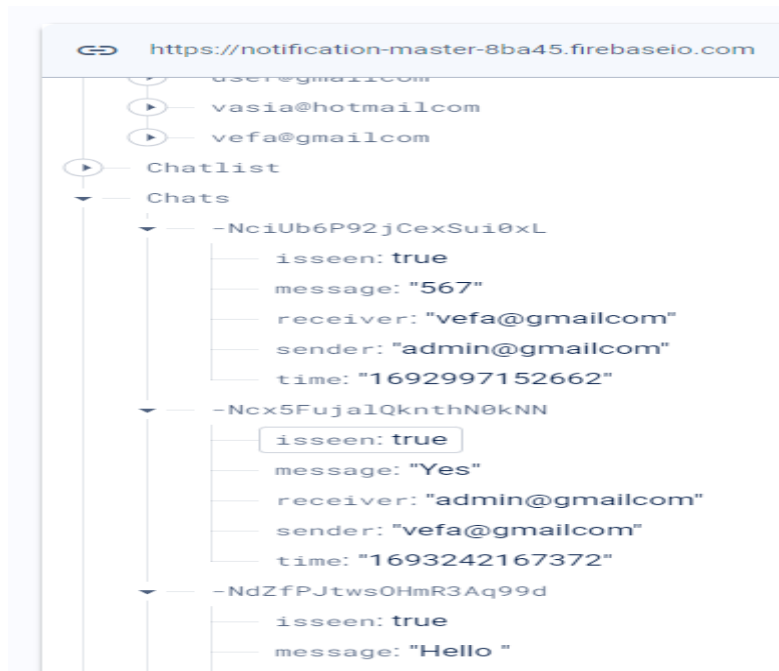 https://notification-master-8ba45.firebaseio.com
user@gmailcom
vasia@hotmailcom
vefa@gmailcom
Chatlist
Chats
-NciUb6P92jCexSui0xL
isseen: true
message: "567"
receiver: "vefa@gmailcom"
sender: "admin@gmailcom"
time: "1692997152662"
-Ncx5FujalQknthN0kNN
isseen: true
message: "Yes"
receiver: "admin@gmailcom"
sender: "vefa@gmailcom"
time: "1693242167372"
-NdZfPJtwsOHmR3Aq99d
isseen: true
message: "Hello "